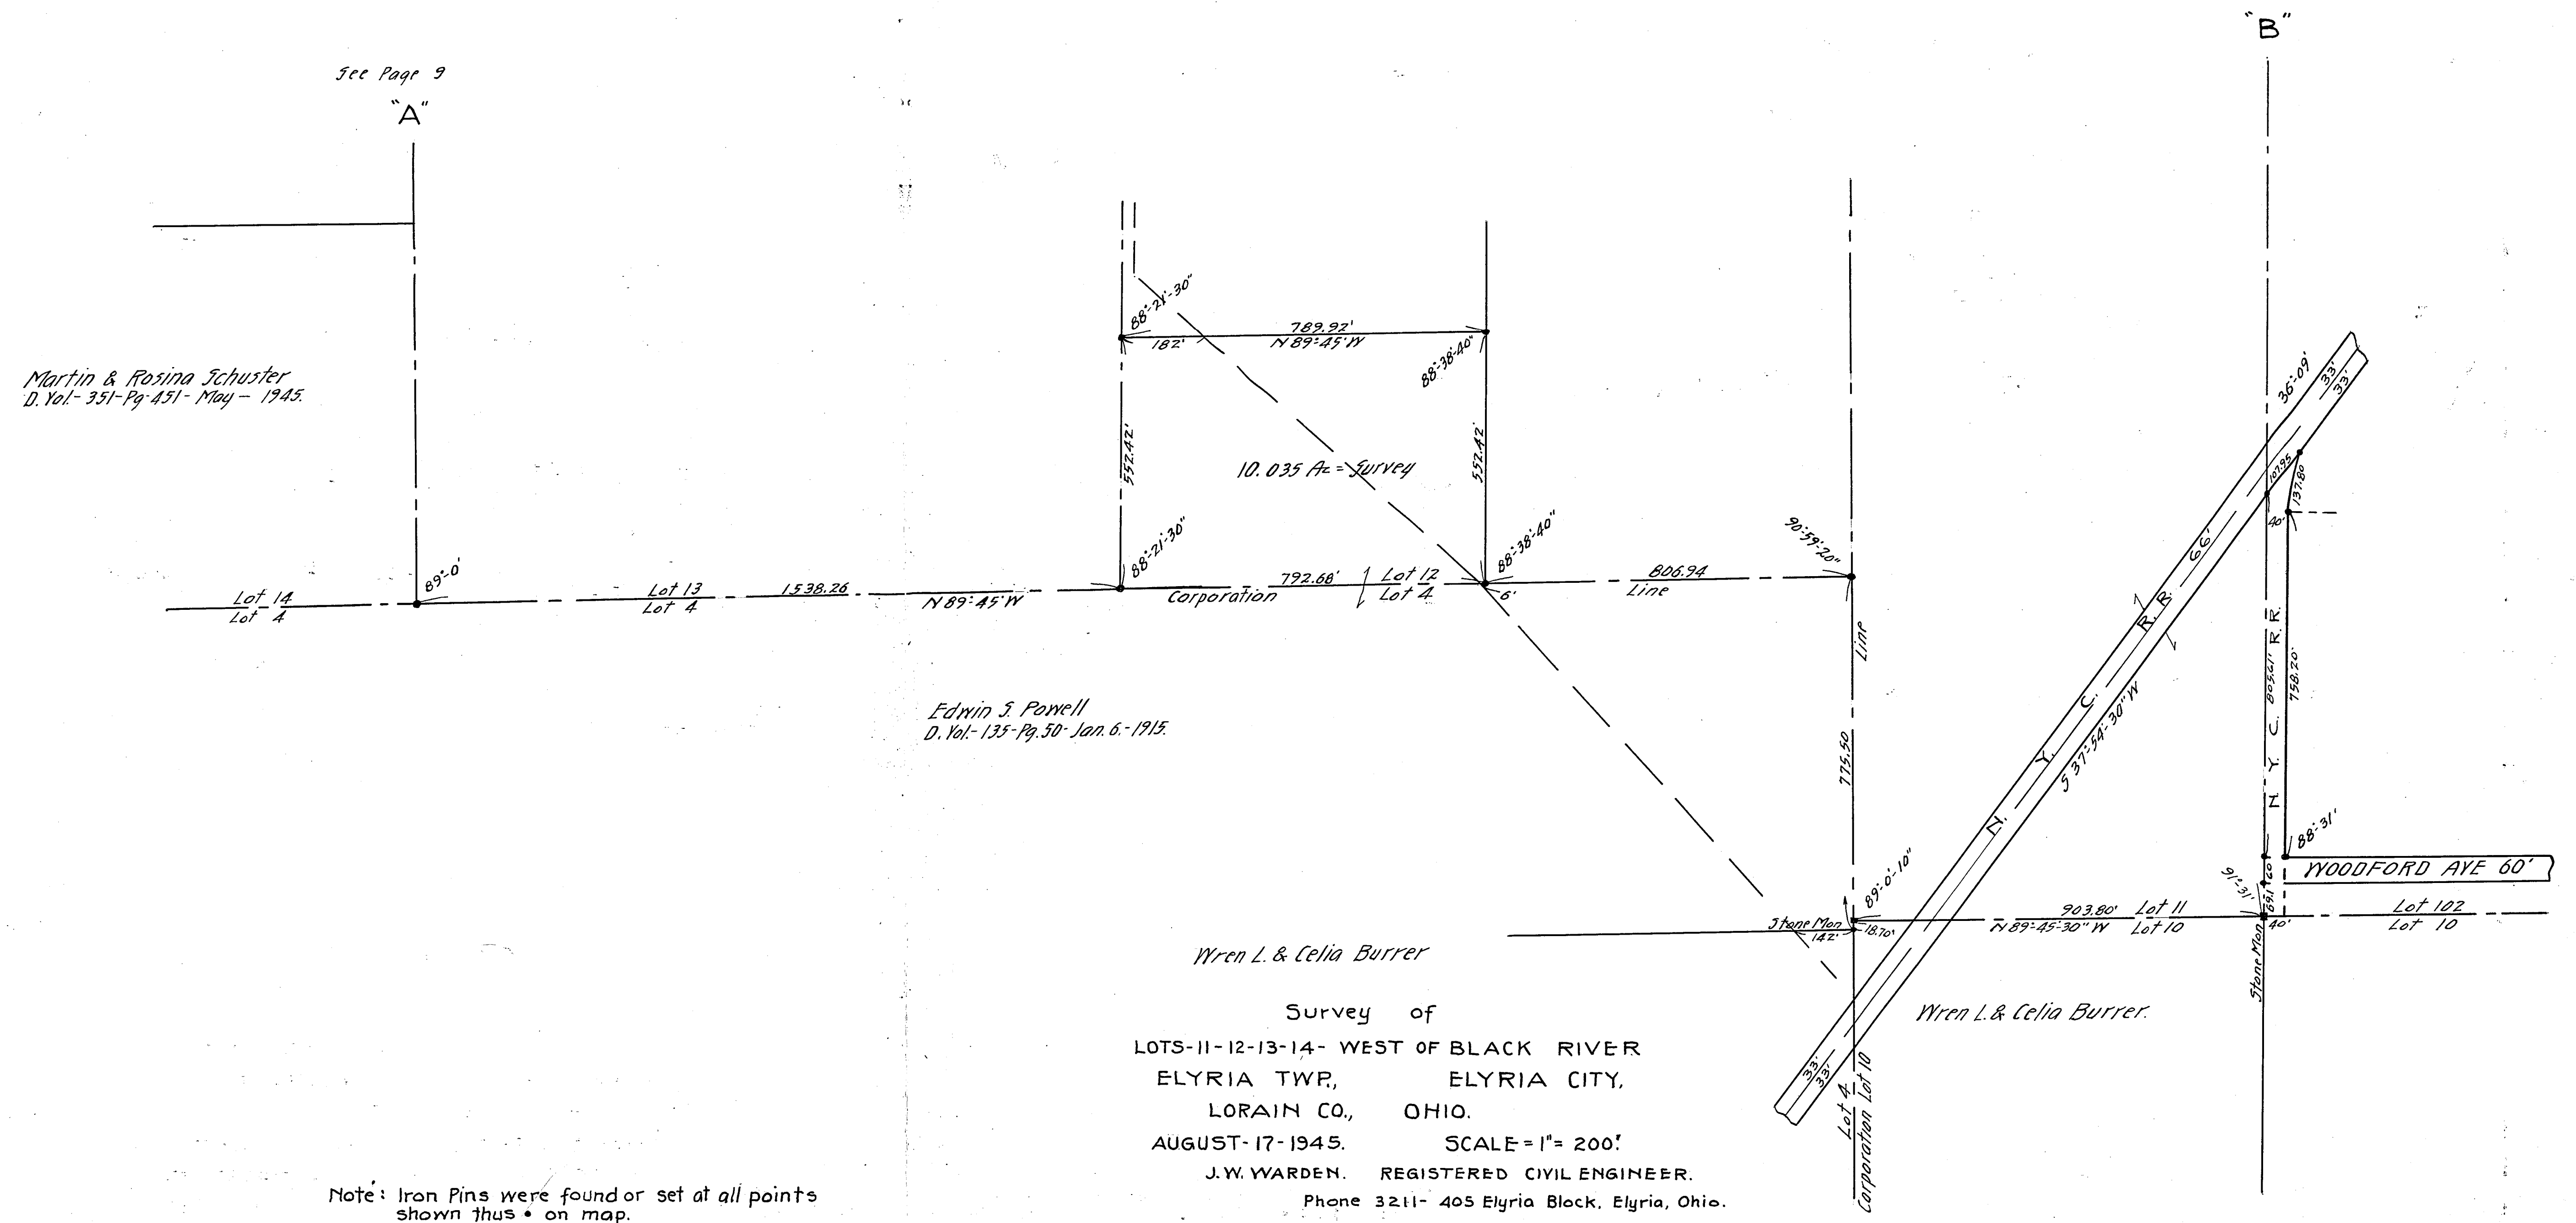 See Page 9
"A"
"B"
Martin & Rosina Schuster
D. Vol.- 351-Pg-451- May - 1945.
88°-21'-30"
789.92'
182'
N 89°-45'W
88°-38'-40"
552.42'
552.42'
10.035 Ac = Survey
88°-21'-30"
88°-38'-40"
90°-59'-20"
89°-0'
Lot 14
Lot 4
Lot 13
Lot 4
1538.26
N 89°-45'W
Corporation
792.68'
Lot 12
Lot 4
6'
806.94
Line
Line
775.50
Edwin S. Powell
D. Vol.- 135-Pg.50- Jan. 6.-1915.
36°-09'
33'
33'
107.95
137.80
40'
66'
N. Y. C. R. R.
S 37°-54'-30" W
N. Y. C. R. R.
805.61'
758.20'
88°-31'
WOODFORD AVE 60'
91°-31'
60'
69.1
89°-0'-10"
Stone Mon
142'
18.70'
903.80'
N 89°-45'-30" W
Lot 11
Lot 10
40'
Lot 102
Lot 10
Stone Mon
Wren L. & Celia Burrer
Wren L. & Celia Burrer.
33'
33'
Lot 4
Corporation Lot 10
Survey of
LOTS-11-12-13-14- WEST OF BLACK RIVER
ELYRIA TWP., ELYRIA CITY,
LORAIN CO., OHIO.
AUGUST-17-1945. SCALE = 1"= 200'.
J.W. WARDEN. REGISTERED CIVIL ENGINEER.
Phone 3211- 405 Elyria Block, Elyria, Ohio.
Note: Iron Pins were found or set at all points
shown thus • on map.